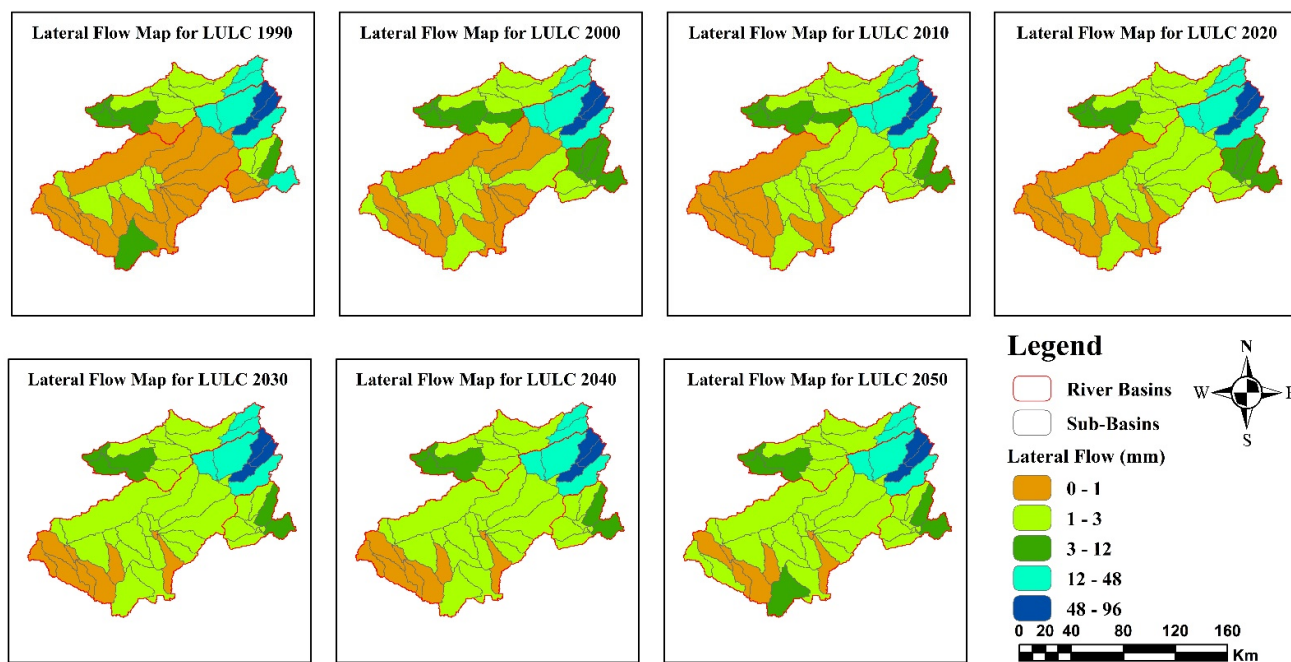 Lateral Flow Map for LULC 1990
Lateral Flow Map for LULC 2000
Lateral Flow Map for LULC 2010
Lateral Flow Map for LULC 2020
Lateral Flow Map for LULC 2030
Lateral Flow Map for LULC 2040
Lateral Flow Map for LULC 2050
Legend
River Basins
Sub-Basins
Lateral Flow (mm)
0 - 1
1 - 3
3 - 12
12 - 48
48 - 96
N
W E
S
0 20 40 80 120 160
Km